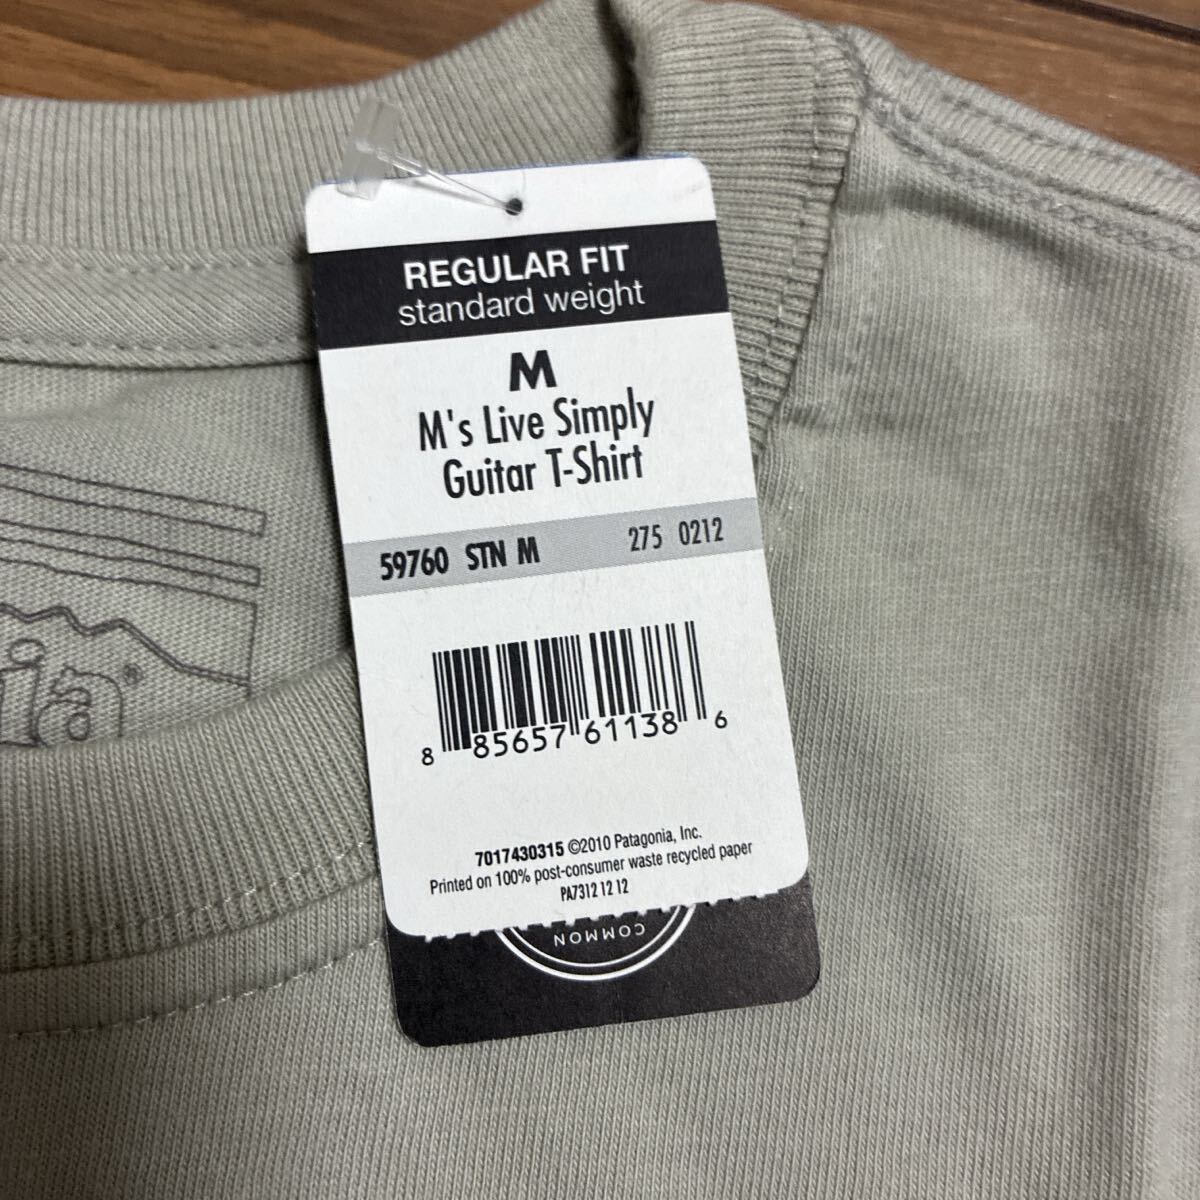 REGULAR FIT
standard weight
M
M's Live Simply
Guitar T-Shirt
59760 STN M 275 0212
8 85657 61138 6
7017430315 ©2010 Patagonia, Inc.
Printed on 100% post-consumer waste recycled paper
PA7312 12 12
COMMON
ia®